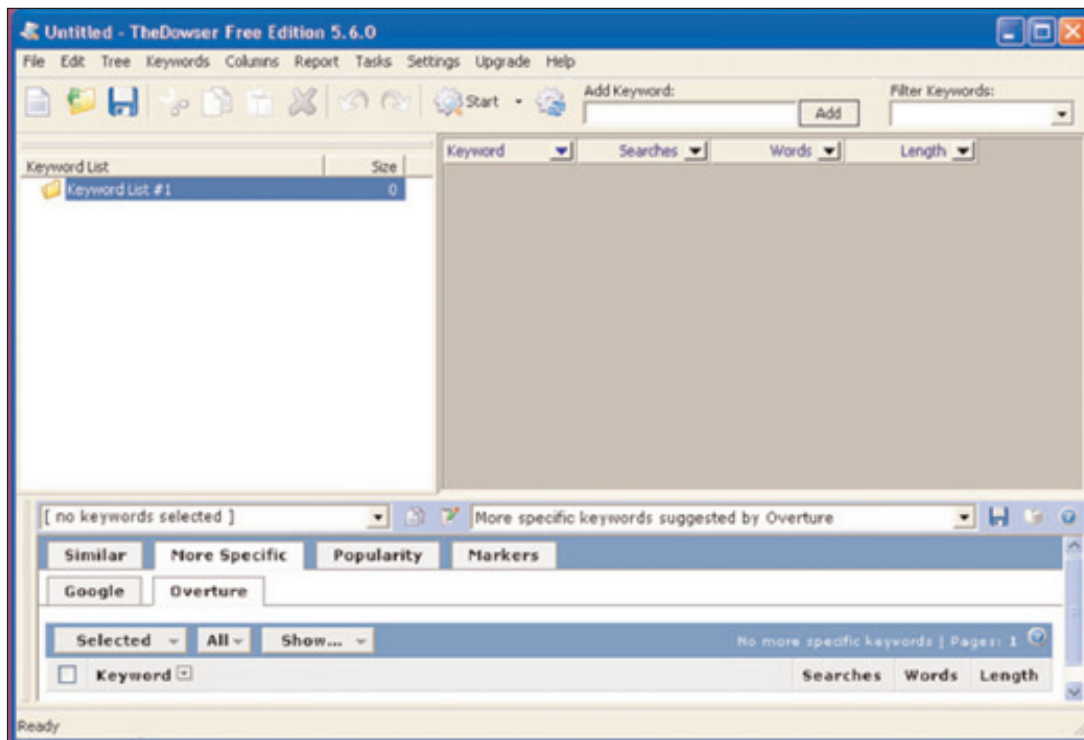 Untitled - TheDowser Free Edition 5.6.0
File Edit Tree Keywords Columns Report Tasks Settings Upgrade Help
Start Add Keyword: Add Filter Keywords:
Keyword List Size
Keyword List #1 0
Keyword Searches Words Length
[ no keywords selected ] More specific keywords suggested by Overture
Similar More Specific Popularity Markers
Google Overture
Selected All Show... No more specific keywords | Pages: 1
Keyword Searches Words Length
Ready